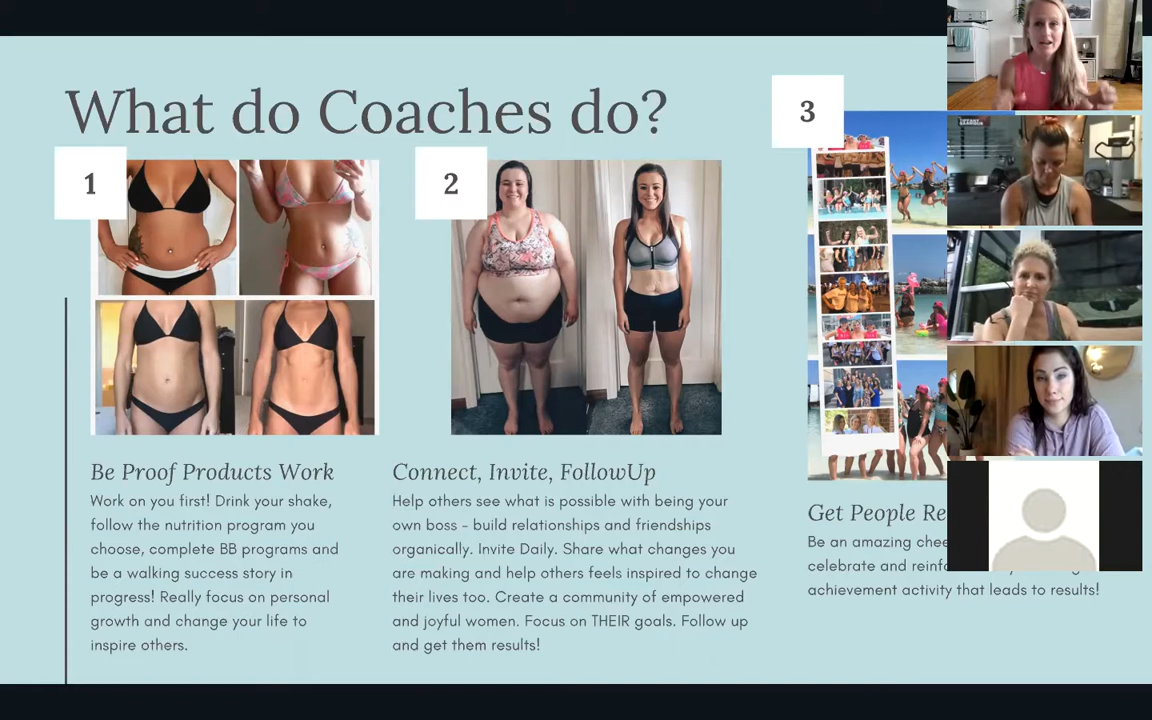 What do Coaches do?
1
2
3
Be Proof Products Work
Work on you first! Drink your shake,
follow the nutrition program you
choose, complete BB programs and
be a walking success story in
progress! Really focus on personal
growth and change your life to
inspire others.
Connect, Invite, FollowUp
Help others see what is possible with being your
own boss - build relationships and friendships
organically. Invite Daily. Share what changes you
are making and help others feels inspired to change
their lives too. Create a community of empowered
and joyful women. Focus on THEIR goals. Follow up
and get them results!
Get People Re
Be an amazing chee
celebrate and reinfo
achievement activity that leads to results!